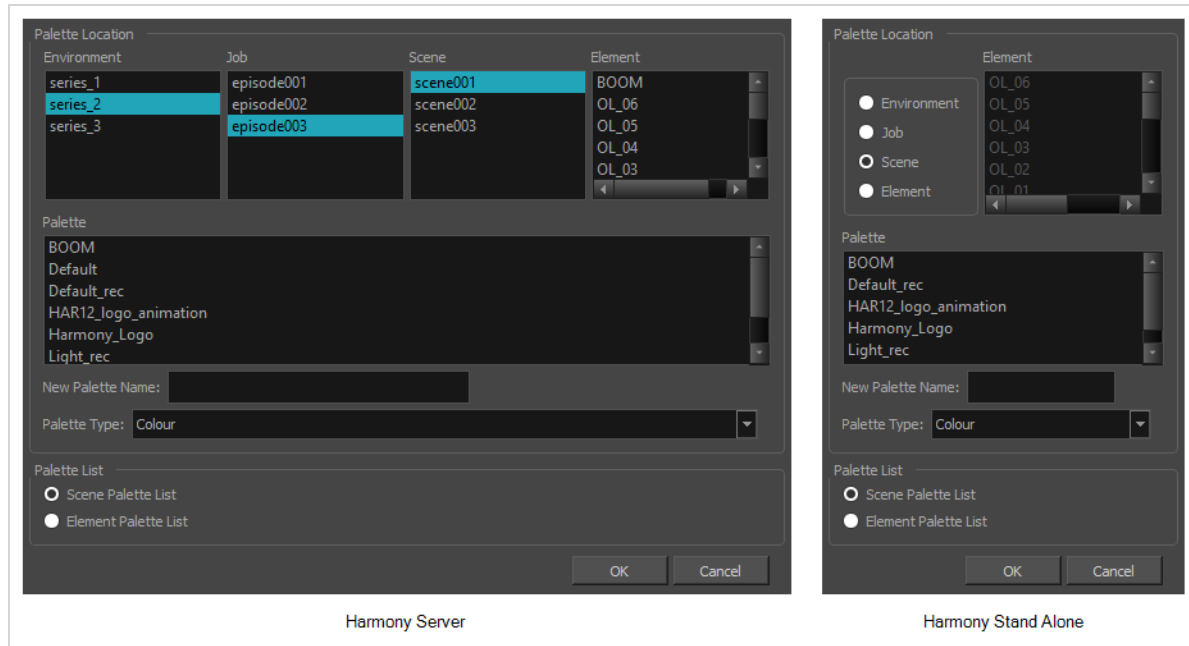 Palette Location
Environment Job Scene Element
series_1 episode001 scene001 BOOM
series_2 episode002 scene002 OL_06
series_3 episode003 scene003 OL_05
OL_04
OL_03
Palette
BOOM
Default
Default_rec
HAR12_logo_animation
Harmony_Logo
Light_rec
New Palette Name:
Palette Type: Colour
Palette List
Scene Palette List
Element Palette List
OK Cancel
Harmony Server
Palette Location
Element
OL_06
Environment OL_05
Job OL_04
OL_03
Scene OL_02
Element OL_01
Palette
BOOM
Default_rec
HAR12_logo_animation
Harmony_Logo
Light_rec
New Palette Name:
Palette Type: Colour
Palette List
Scene Palette List
Element Palette List
OK Cancel
Harmony Stand Alone